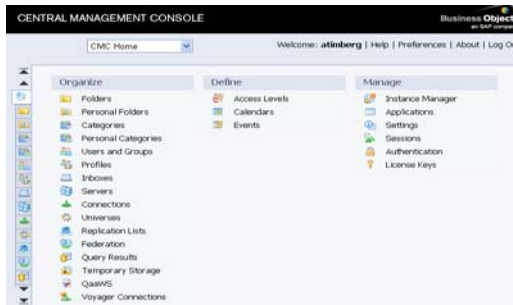 CENTRAL MANAGEMENT CONSOLE
Business Object
an SAP compa
CMC Home
Welcome: atimberg | Help | Preferences | About | Log O
Organize
Folders
Personal Folders
Categories
Personal Categories
Users and Groups
Profiles
Inboxes
Servers
Connections
Universes
Replication Lists
Federation
Query Results
Temporary Storage
QaaWS
Voyager Connections
Define
Access Levels
Calendars
Events
Manage
Instance Manager
Applications
Settings
Sessions
Authentication
License Keys